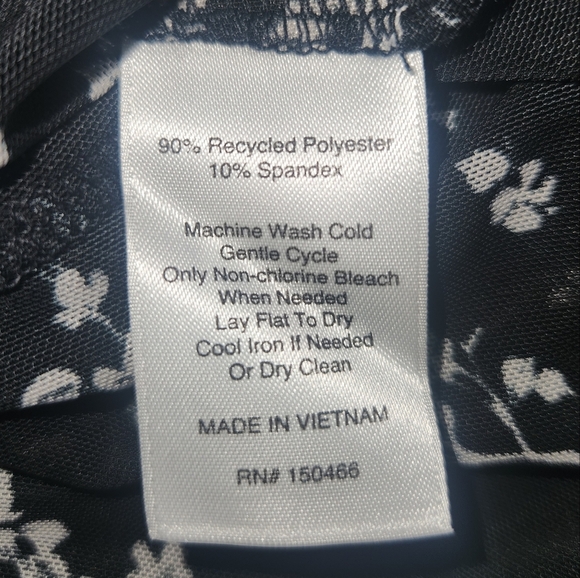 90% Recycled Polyester
10% Spandex
Machine Wash Cold
Gentle Cycle
Only Non-chlorine Bleach
When Needed
Lay Flat To Dry
Cool Iron If Needed
Or Dry Clean
MADE IN VIETNAM
RN# 150466